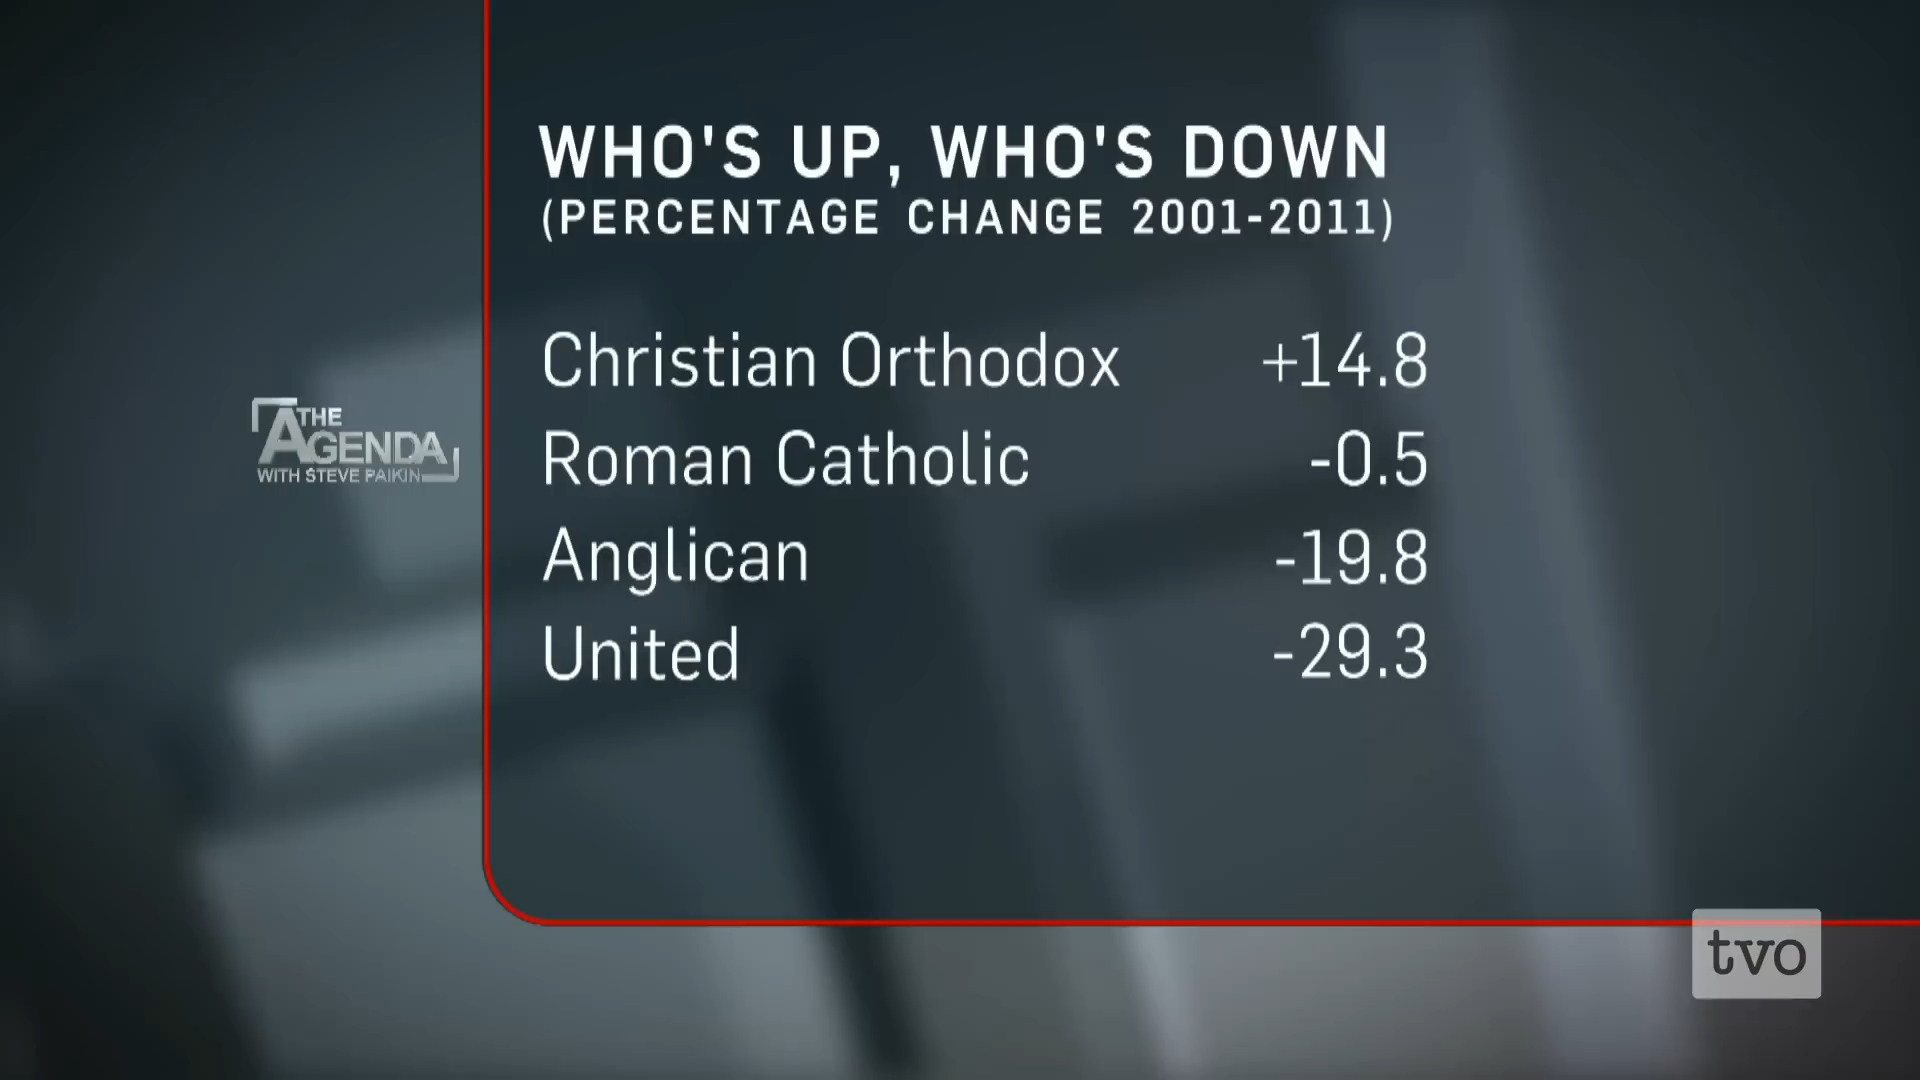 WHO'S UP, WHO'S DOWN
(PERCENTAGE CHANGE 2001-2011)
Christian Orthodox +14.8
Roman Catholic -0.5
Anglican -19.8
United -29.3
THE
AGENDA
WITH STEVE PAIKIN
tvo